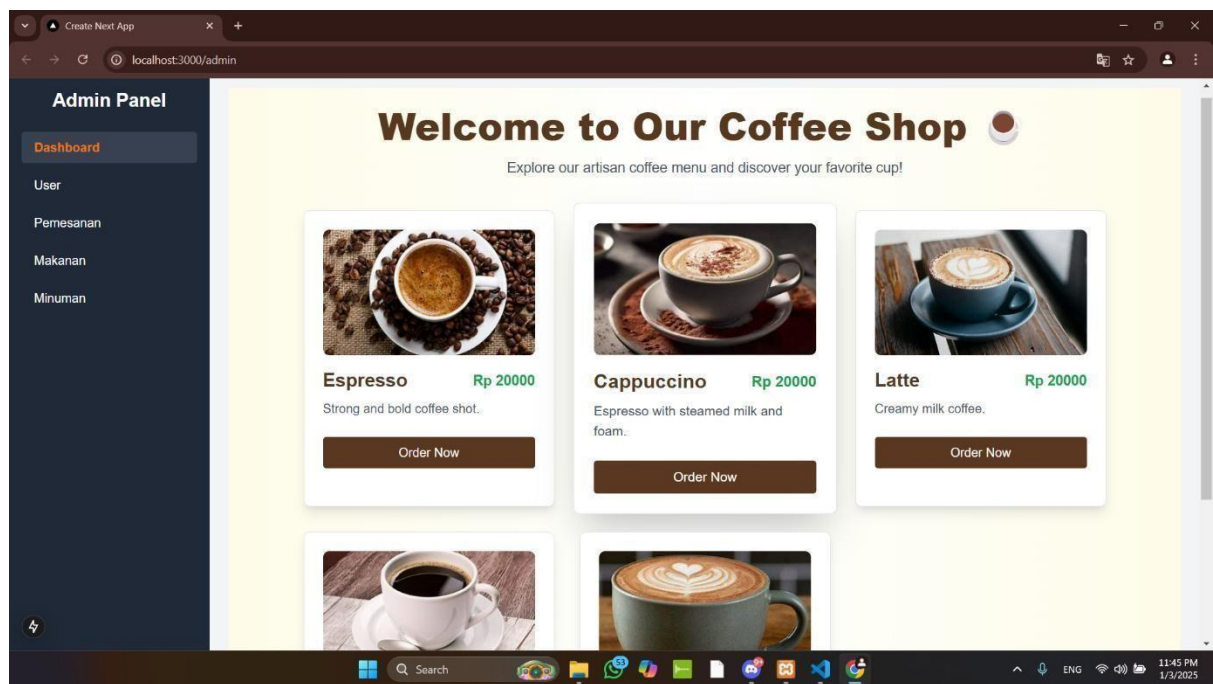 Create Next App
localhost:3000/admin
Admin Panel
Dashboard
User
Pemesanan
Makanan
Minuman
Welcome to Our Coffee Shop
Explore our artisan coffee menu and discover your favorite cup!
Espresso Rp 20000
Strong and bold coffee shot.
Order Now
Cappuccino Rp 20000
Espresso with steamed milk and
foam.
Order Now
Latte Rp 20000
Creamy milk coffee.
Order Now
Search
ENG
11:45 PM
1/3/2025